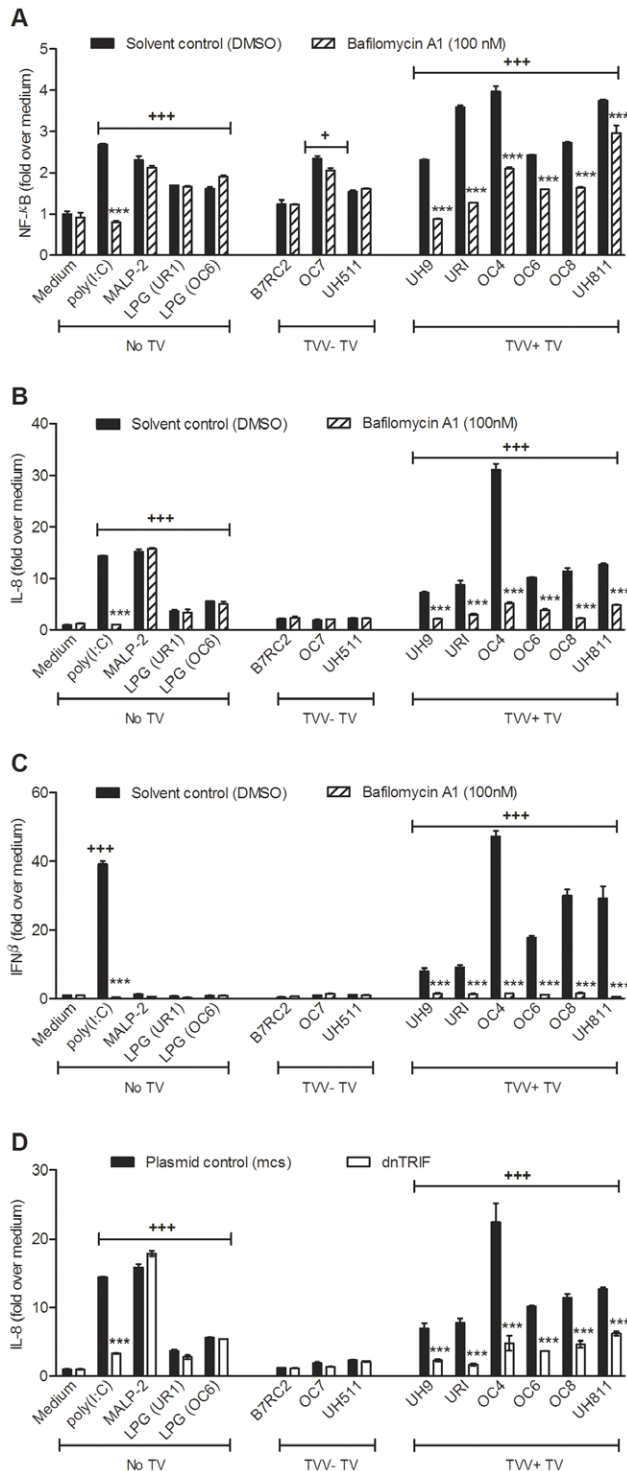 A
Solvent control (DMSO) Bafilomycin A1 (100 nM)
NF-κB (fold over medium)
5
4
3
2
1
0
+++
***
+
+++
*** *** *** *** *** ***
Medium poly(I:C) MALP-2 LPG (UR1) LPG (OC6) B7RC2 OC7 UH511 UH9 URI OC4 OC6 OC8 UH811
No TV TVV- TV TVV+ TV
B
Solvent control (DMSO) Bafilomycin A1 (100nM)
IL-8 (fold over medium)
40
30
20
10
0
+++
***
+++
*** *** *** *** *** ***
Medium poly(I:C) MALP-2 LPG (UR1) LPG (OC6) B7RC2 OC7 UH511 UH9 URI OC4 OC6 OC8 UH811
No TV TVV- TV TVV+ TV
C
Solvent control (DMSO) Bafilomycin A1 (100nM)
IFNβ (fold over medium)
60
40
20
0
+++
***
+++
*** *** *** *** *** ***
Medium poly(I:C) MALP-2 LPG (UR1) LPG (OC6) B7RC2 OC7 UH511 UH9 URI OC4 OC6 OC8 UH811
No TV TVV- TV TVV+ TV
D
Plasmid control (mcs) dnTRIF
IL-8 (fold over medium)
30
20
10
0
+++
***
+++
*** *** *** *** *** ***
Medium poly(I:C) MALP-2 LPG (UR1) LPG (OC6) B7RC2 OC7 UH511 UH9 URI OC4 OC6 OC8 UH811
No TV TVV- TV TVV+ TV